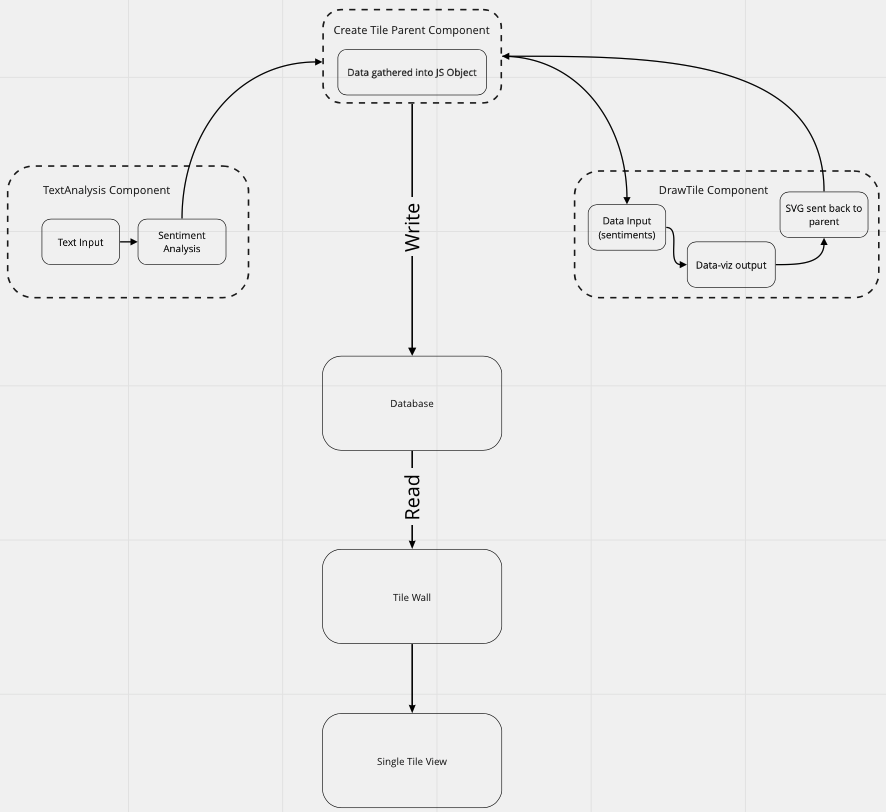 Create Tile Parent Component
Data gathered into JS Object
TextAnalysis Component
Text Input
Sentiment
Analysis
Write
DrawTile Component
Data Input
(sentiments)
Data-viz output
SVG sent back to
parent
Database
Read
Tile Wall
Single Tile View